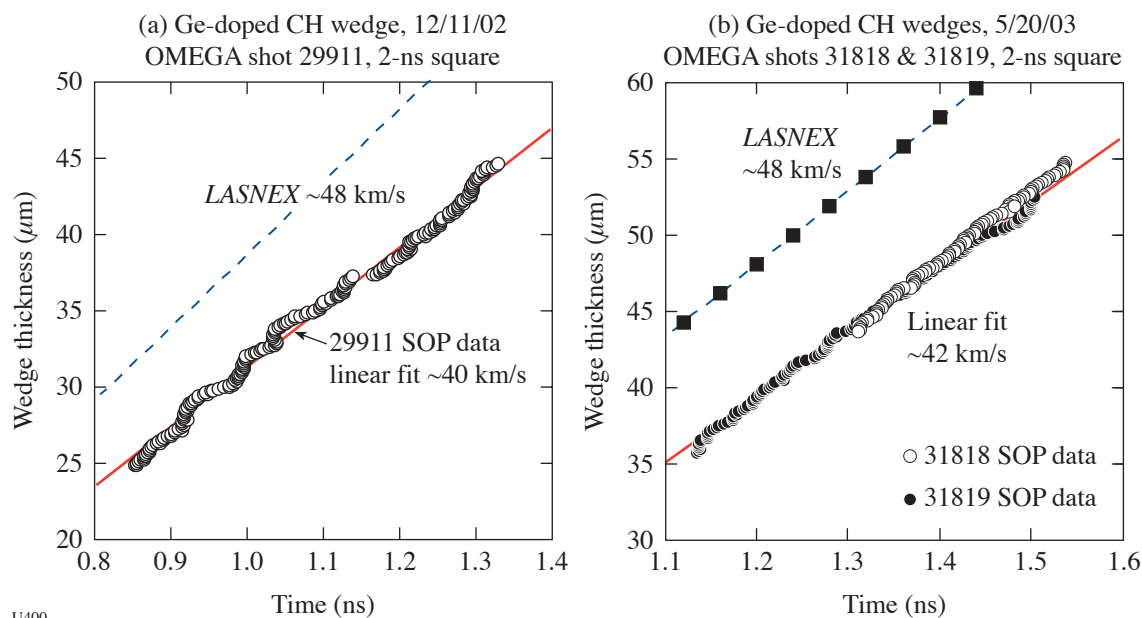 (a) Ge-doped CH wedge, 12/11/02
OMEGA shot 29911, 2-ns square
50
45
40
35
30
25
20
Wedge thickness (μm)
LASNEX ~48 km/s
29911 SOP data
linear fit ~40 km/s
0.8 0.9 1.0 1.1 1.2 1.3 1.4
Time (ns)
(b) Ge-doped CH wedges, 5/20/03
OMEGA shots 31818 & 31819, 2-ns square
60
55
50
45
40
35
30
Wedge thickness (μm)
LASNEX
~48 km/s
Linear fit
~42 km/s
31818 SOP data
31819 SOP data
1.1 1.2 1.3 1.4 1.5 1.6
Time (ns)